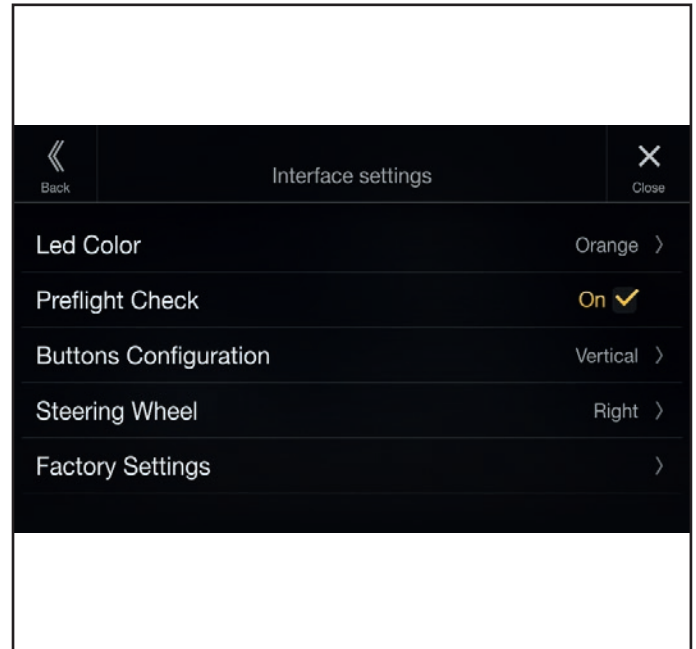 Back
Interface settings
Close
Led Color Orange
Preflight Check On
Buttons Configuration Vertical
Steering Wheel Right
Factory Settings